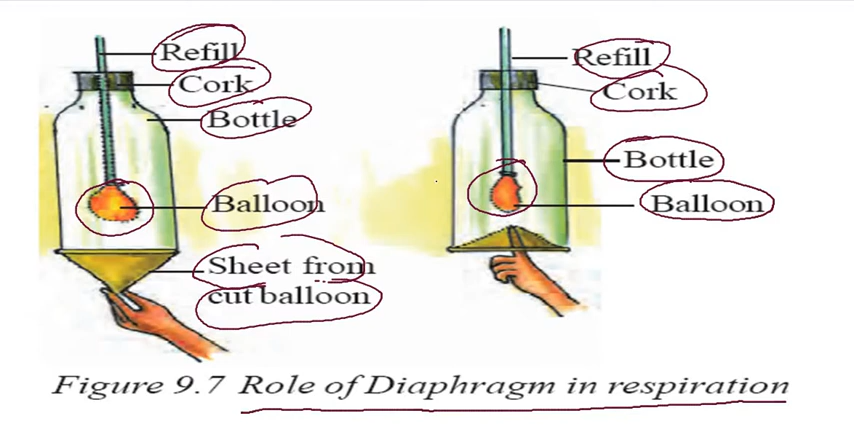 Refill
Cork
Bottle
Balloon
Sheet from
cut balloon
Refill
Cork
Bottle
Balloon
Figure 9.7 Role of Diaphragm in respiration